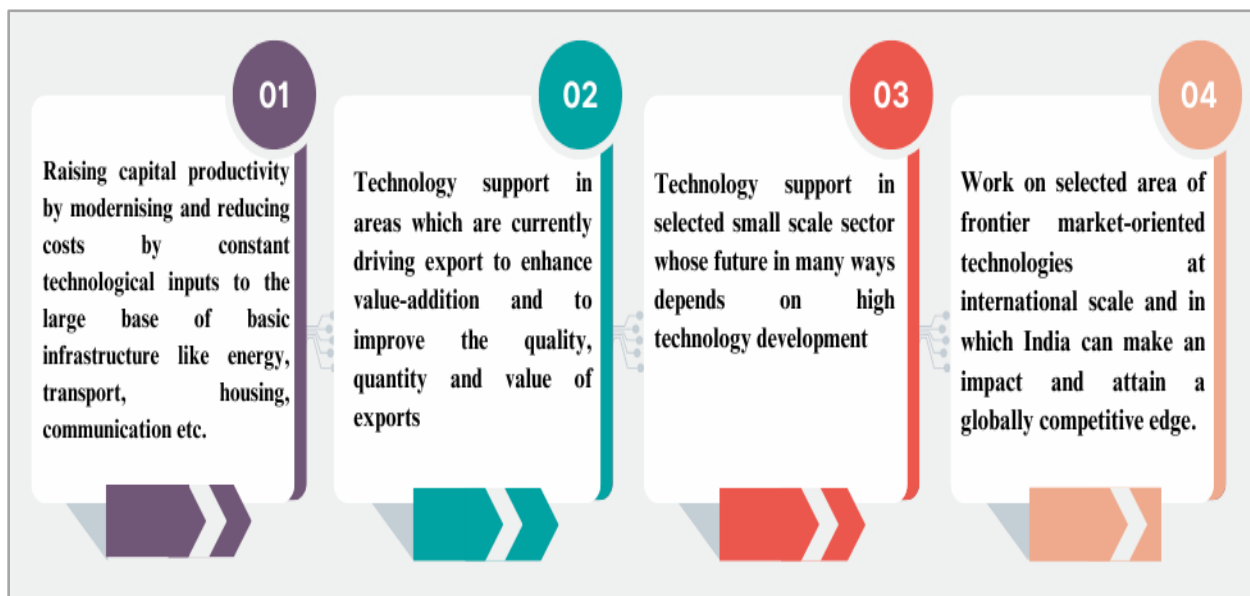 01
Raising capital productivity
by modernising and reducing
costs by constant
technological inputs to the
large base of basic
infrastructure like energy,
transport, housing,
communication etc.
02
Technology support in
areas which are currently
driving export to enhance
value-addition and to
improve the quality,
quantity and value of
exports
03
Technology support in
selected small scale sector
whose future in many ways
depends on high
technology development
04
Work on selected area of
frontier market-oriented
technologies at
international scale and in
which India can make an
impact and attain a
globally competitive edge.